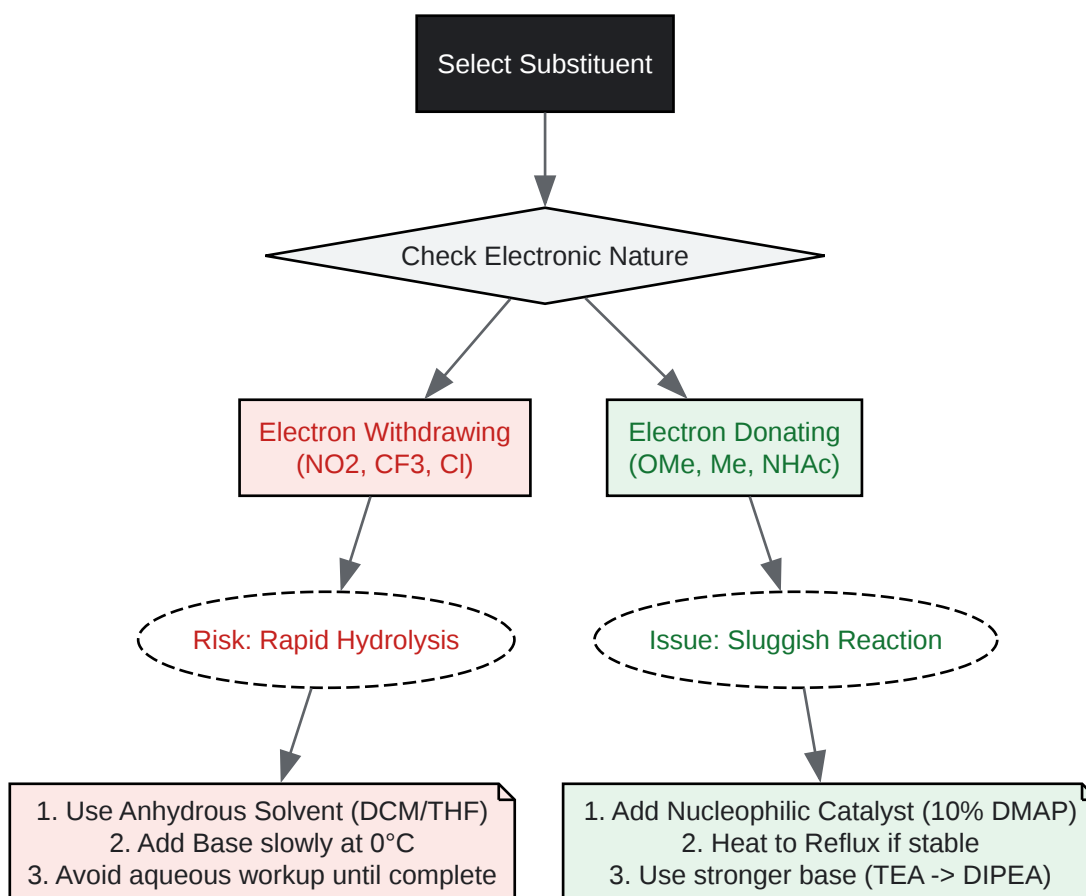 Select Substituent
Check Electronic Nature
Electron Withdrawing
(NO2, CF3, Cl)
Electron Donating
(OMe, Me, NHAc)
Risk: Rapid Hydrolysis
Issue: Sluggish Reaction
1. Use Anhydrous Solvent (DCM/THF)
2. Add Base slowly at 0°C
3. Avoid aqueous workup until complete
1. Add Nucleophilic Catalyst (10% DMAP)
2. Heat to Reflux if stable
3. Use stronger base (TEA -> DIPEA)